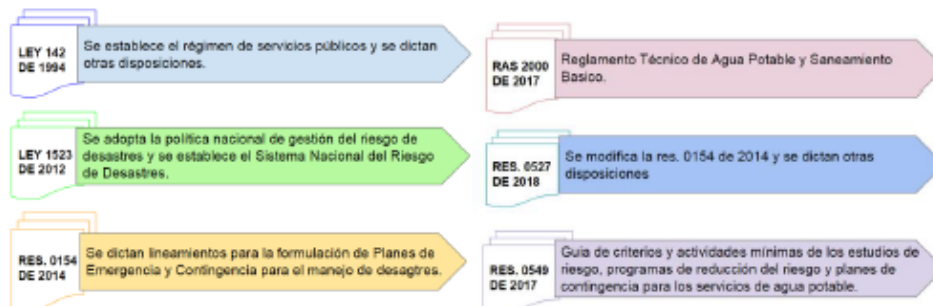 LEY 142
DE 1994
Se establece el régimen de servicios públicos y se dictan
otras disposiciones.
LEY 1523
DE 2012
Se adopta la política nacional de gestión del riesgo de
desastres y se establece el Sistema Nacional del Riesgo
de Desastres.
RES. 0154
DE 2014
Se dictan lineamientos para la formulación de Planes de
Emergencia y Contingencia para el manejo de desagtres.
RAS 2000
DE 2017
Reglamento Técnico de Agua Potable y Saneamiento
Basico.
RES. 0527
DE 2018
Se modifica la res. 0154 de 2014 y se dictan otras
disposiciones
RES. 0549
DE 2017
Guia de criterios y actividades mínimas de los estudios de
riesgo, programas de reducción del riesgo y planes de
contingencia para los servicios de agua potable.